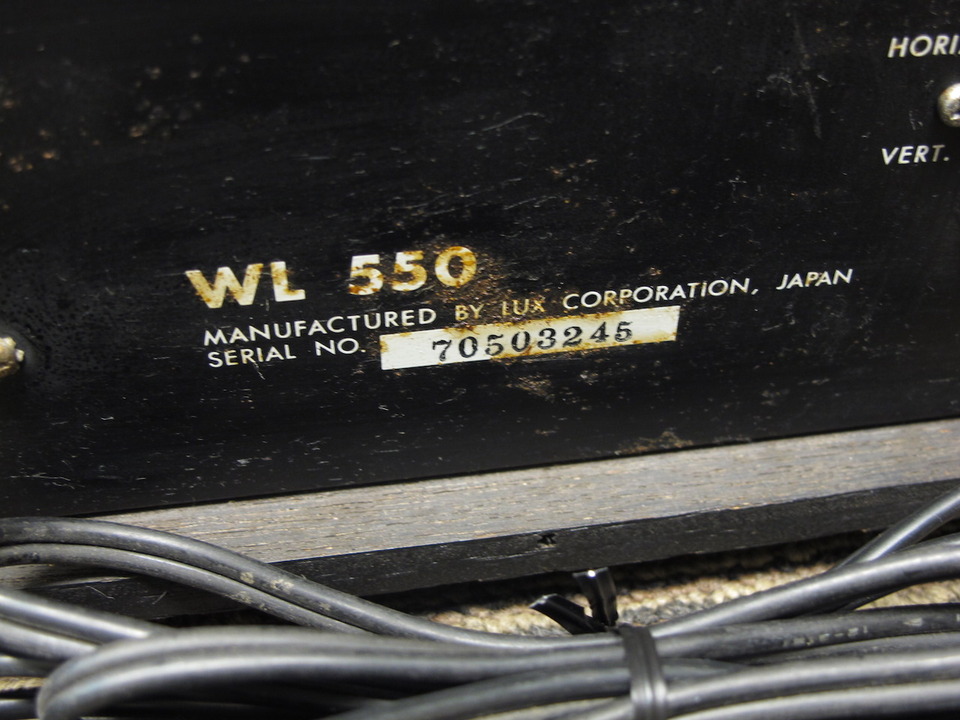 HORI
VERT.
WL 550
MANUFACTURED BY LUX CORPORATION, JAPAN
SERIAL NO. 70503245